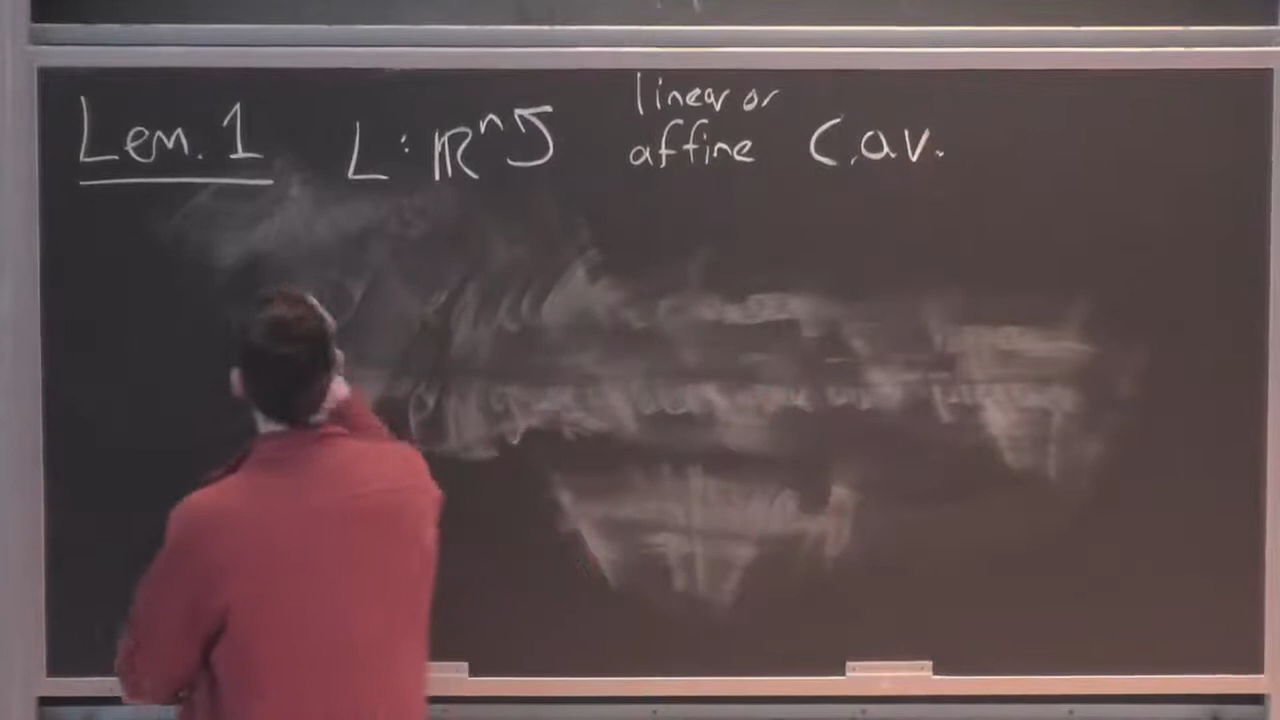 Lem. 1 L: ℝⁿ↺ linear or
affine C.o.v.